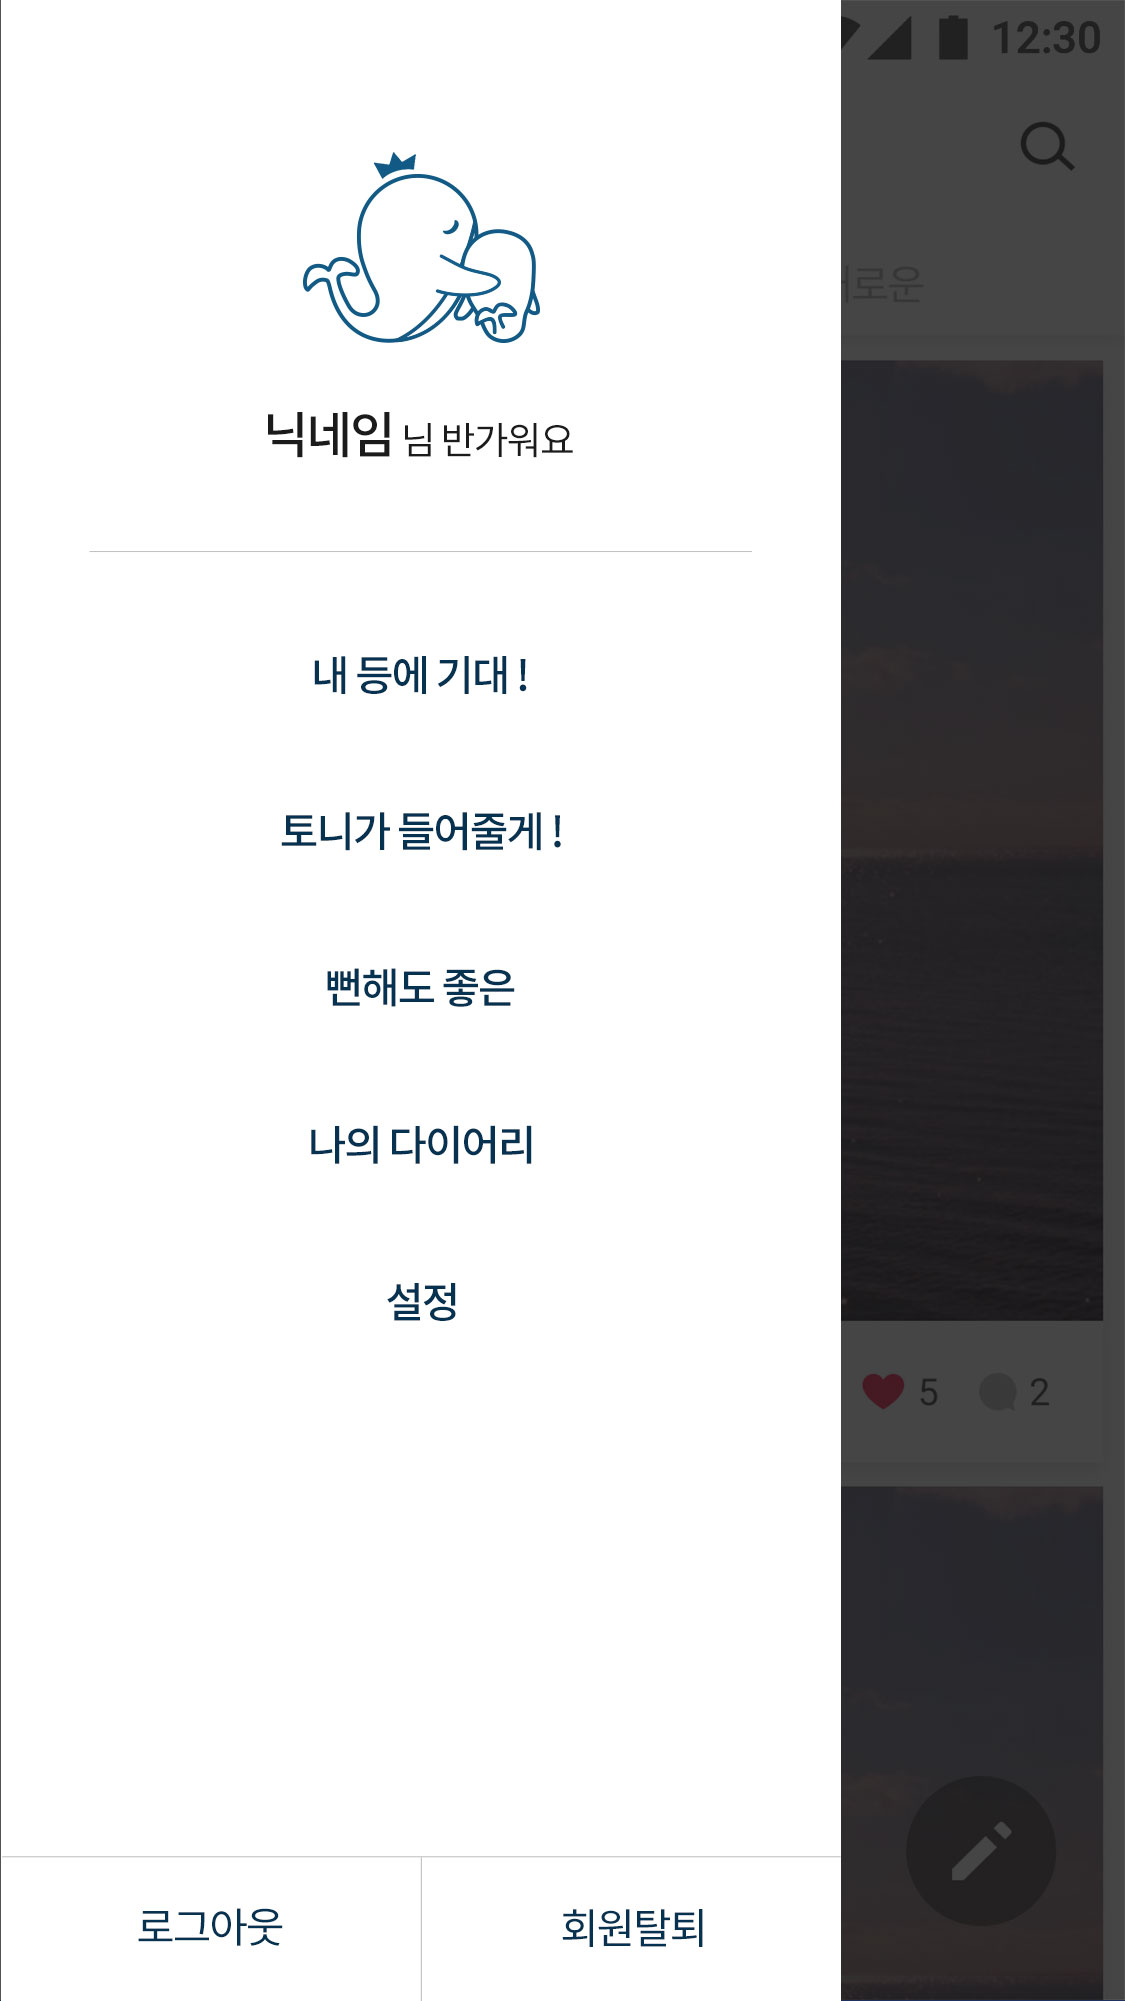 12:30
로운
닉네임 님 반가워요
내 등에 기대 !
토니가 들어줄게 !
뻔해도 좋은
나의 다이어리
설정
5 2
로그아웃 회원탈퇴